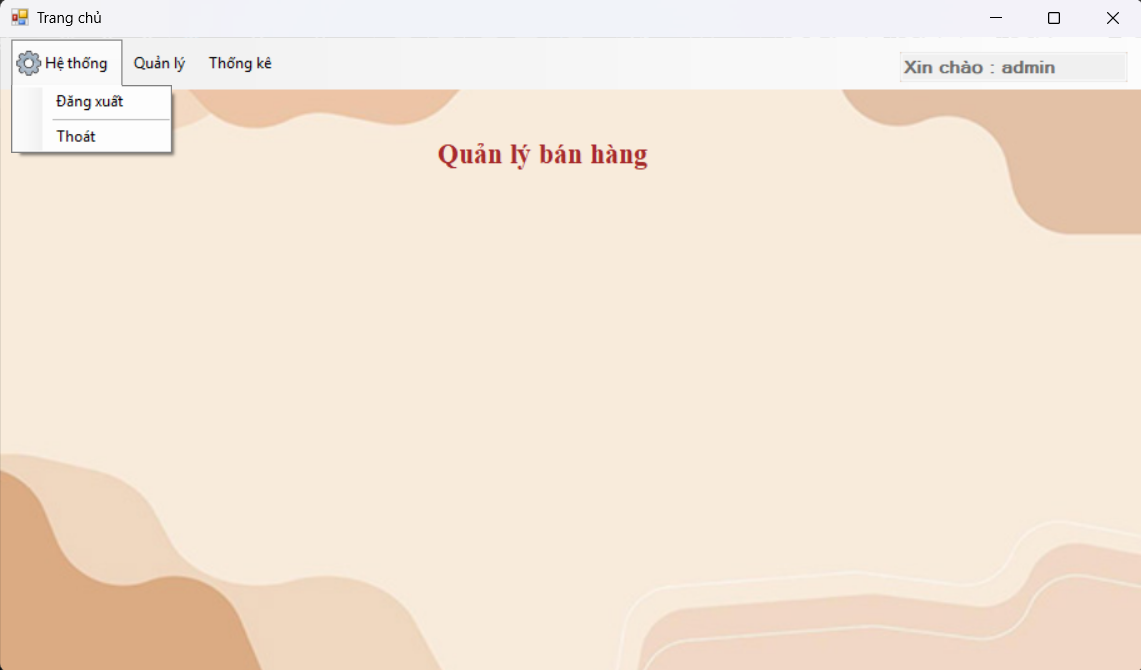 Trang chủ
Hệ thống Quản lý Thống kê
Xin chào : admin
Đăng xuất
Thoát
Quản lý bán hàng